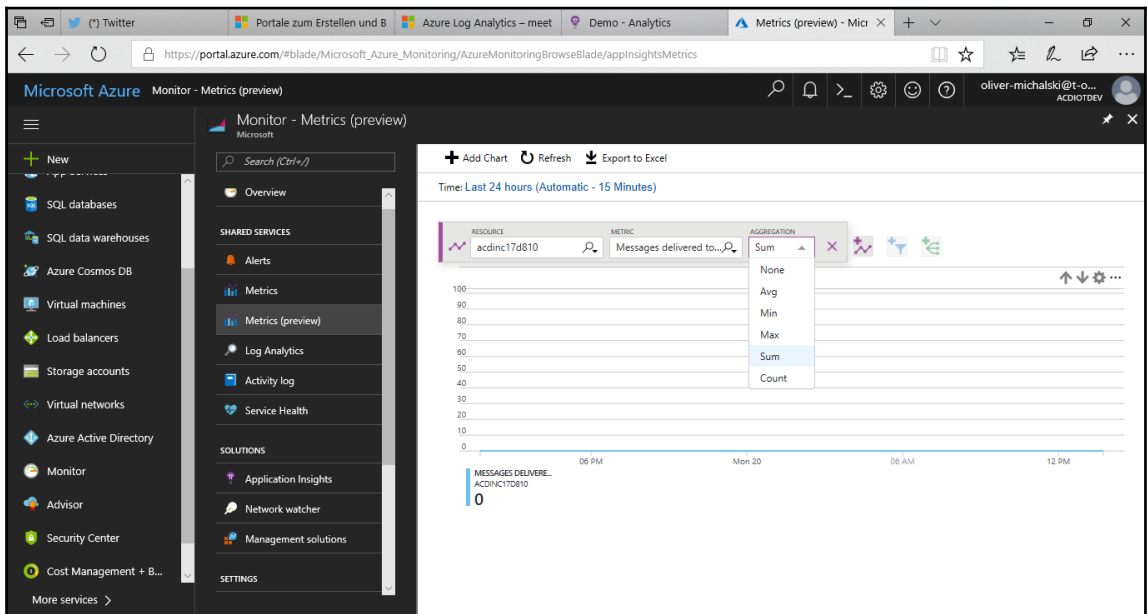 (*) Twitter
Portale zum Erstellen und B
Azure Log Analytics – meet
Demo - Analytics
Metrics (preview) - Micr
https://portal.azure.com/#blade/Microsoft_Azure_Monitoring/AzureMonitoringBrowseBlade/appInsightsMetrics
Microsoft Azure Monitor - Metrics (preview)
oliver-michalski@t-o...
ACDIOTDEV
Monitor - Metrics (preview)
Microsoft
New
App Services
SQL databases
SQL data warehouses
Azure Cosmos DB
Virtual machines
Load balancers
Storage accounts
Virtual networks
Azure Active Directory
Monitor
Advisor
Security Center
Cost Management + B...
More services >
Search (Ctrl+/)
Overview
SHARED SERVICES
Alerts
Metrics
Metrics (preview)
Log Analytics
Activity log
Service Health
SOLUTIONS
Application Insights
Network watcher
Management solutions
SETTINGS
Add Chart Refresh Export to Excel
Time: Last 24 hours (Automatic - 15 Minutes)
RESOURCE METRIC AGGREGATION
acdinc17d810 Messages delivered to... Sum
None
Avg
Min
Max
Sum
Count
100
90
80
70
60
50
40
30
20
10
0
06 PM Mon 20 06 AM 12 PM
MESSAGES DELIVERE...
ACDINC17D810
0